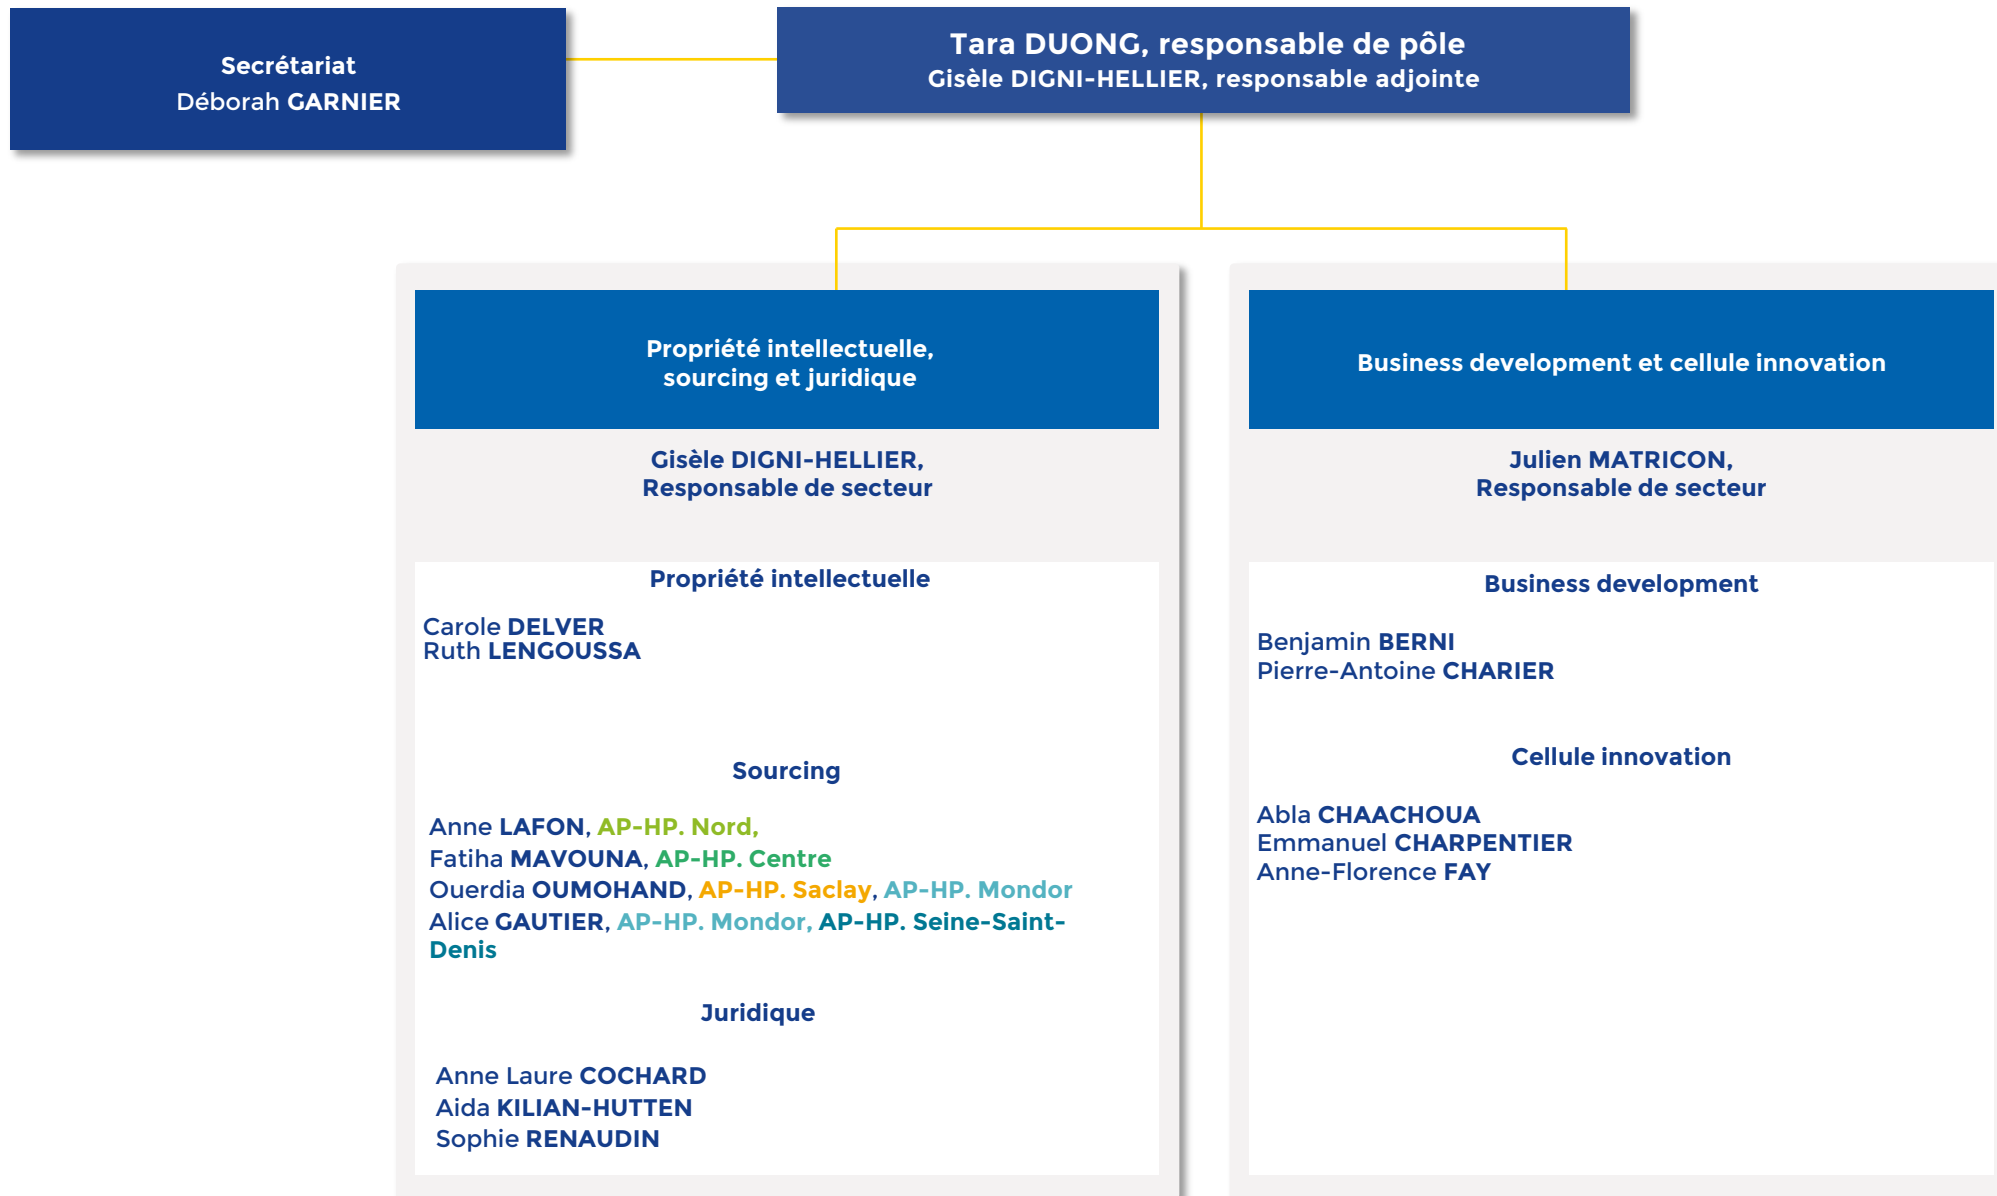 Secrétariat
Déborah GARNIER
Tara DUONG, responsable de pôle
Gisèle DIGNI-HELLIER, responsable adjointe
Propriété intellectuelle,
sourcing et juridique
Gisèle DIGNI-HELLIER,
Responsable de secteur
Propriété intellectuelle
Carole DELVER
Ruth LENGOUSSA
Sourcing
Anne LAFON, AP-HP. Nord,
Fatiha MAVOUNA, AP-HP. Centre
Ouerdia OUMOHAND, AP-HP. Saclay, AP-HP. Mondor
Alice GAUTIER, AP-HP. Mondor, AP-HP. Seine-Saint-
Denis
Juridique
Anne Laure COCHARD
Aida KILIAN-HUTTEN
Sophie RENAUDIN
Business development et cellule innovation
Julien MATRICON,
Responsable de secteur
Business development
Benjamin BERNI
Pierre-Antoine CHARIER
Cellule innovation
Abla CHAACHOUA
Emmanuel CHARPENTIER
Anne-Florence FAY